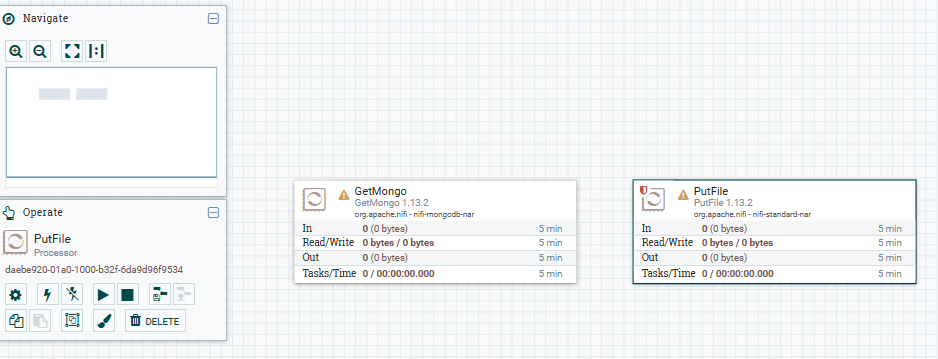 Navigate
Operate
PutFile
Processor
daebe920-01a0-1000-b32f-6da9d96f9534
DELETE
GetMongo
GetMongo 1.13.2
org.apache.nifi - nifi-mongodb-nar
In 0 (0 bytes) 5 min
Read/Write 0 bytes / 0 bytes 5 min
Out 0 (0 bytes) 5 min
Tasks/Time 0 / 00:00:00.000 5 min
PutFile
PutFile 1.13.2
org.apache.nifi - nifi-standard-nar
In 0 (0 bytes) 5 min
Read/Write 0 bytes / 0 bytes 5 min
Out 0 (0 bytes) 5 min
Tasks/Time 0 / 00:00:00.000 5 min